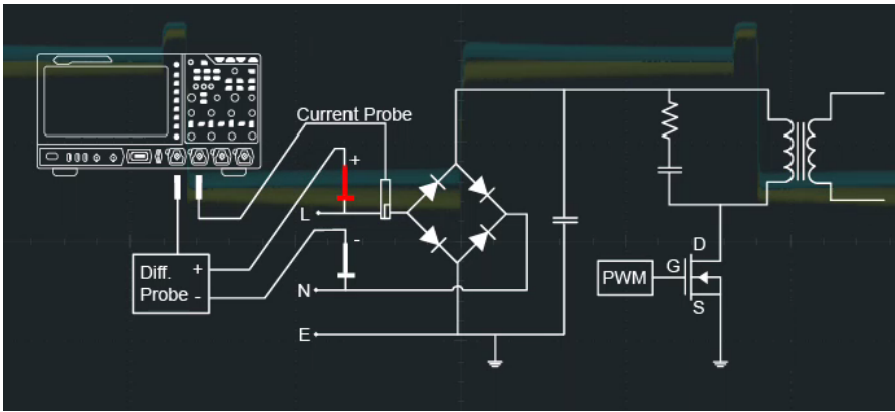 Current Probe
+
L
-
Diff. +
Probe -
N
E
D
PWM G
S